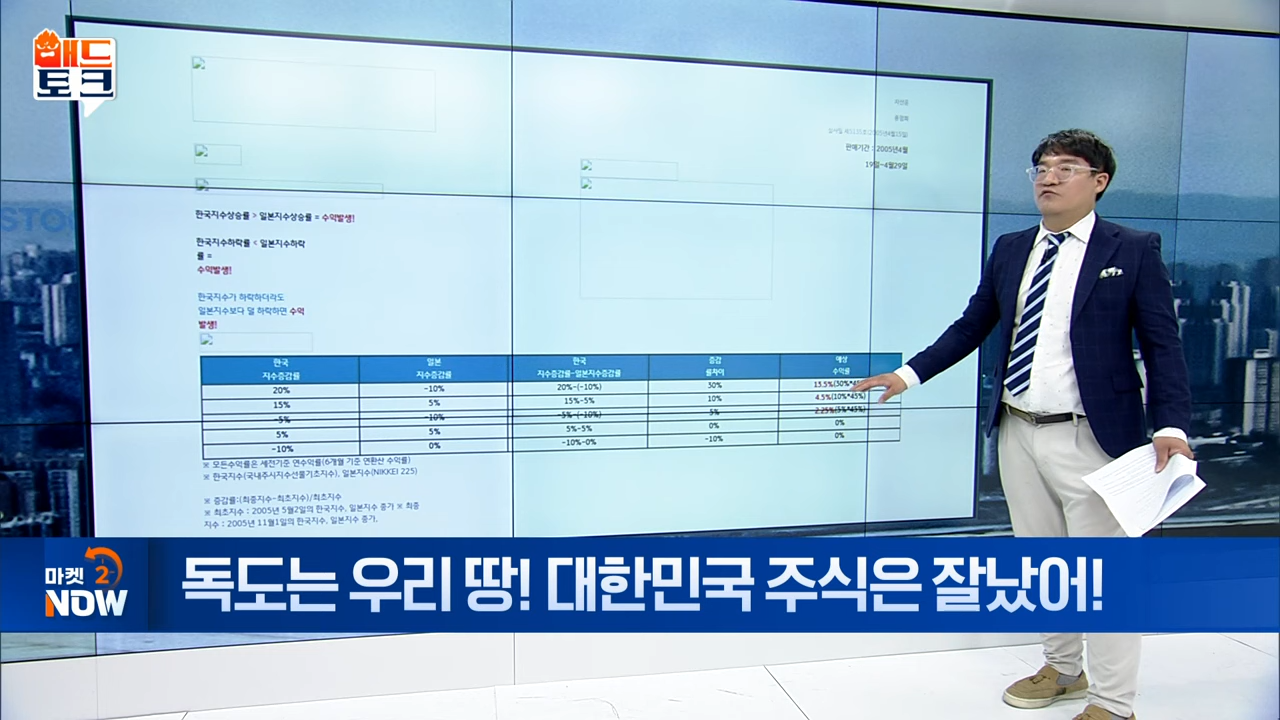 매드
토크
판매기간 : 2005년4월
19일~4월29일
한국지수상승률 > 일본지수상승률 = 수익발생!
한국지수하락률 < 일본지수하락
률 =
수익발생!
한국지수가 하락하더라도
일본지수보다 덜 하락하면 수익
발생!
한국 일본 한국 증감 예상
지수증감률 지수증감률 지수증감률-일본지수증감률 률차이 수익률
20% -10% 20%-(-10%) 30% 13.5%(30%*4
15% 5% 15%-5% 10% 4.5%(10%*45%)
-5% -10% -5%-(-10%) 5% 2.25%(5%*45%)
5% 5% 5%-5% 0% 0%
-10% 0% -10%-0% -10% 0%
※ 모든수익률은 세전기준 연수익률(6개월 기준 연환산 수익률)
※ 한국지수(국내주시지수선물기초지수), 일본지수(NIKKEI 225)
※ 증감률:(최종지수-최초지수)/최초지수
※ 최초지수 : 2005년 5월2일의 한국지수, 일본지수 종가 ※ 최종
지수 : 2005년 11월1일의 한국지수, 일본지수 종가,
STO
마켓 2
NOW
독도는 우리 땅! 대한민국 주식은 잘났어!